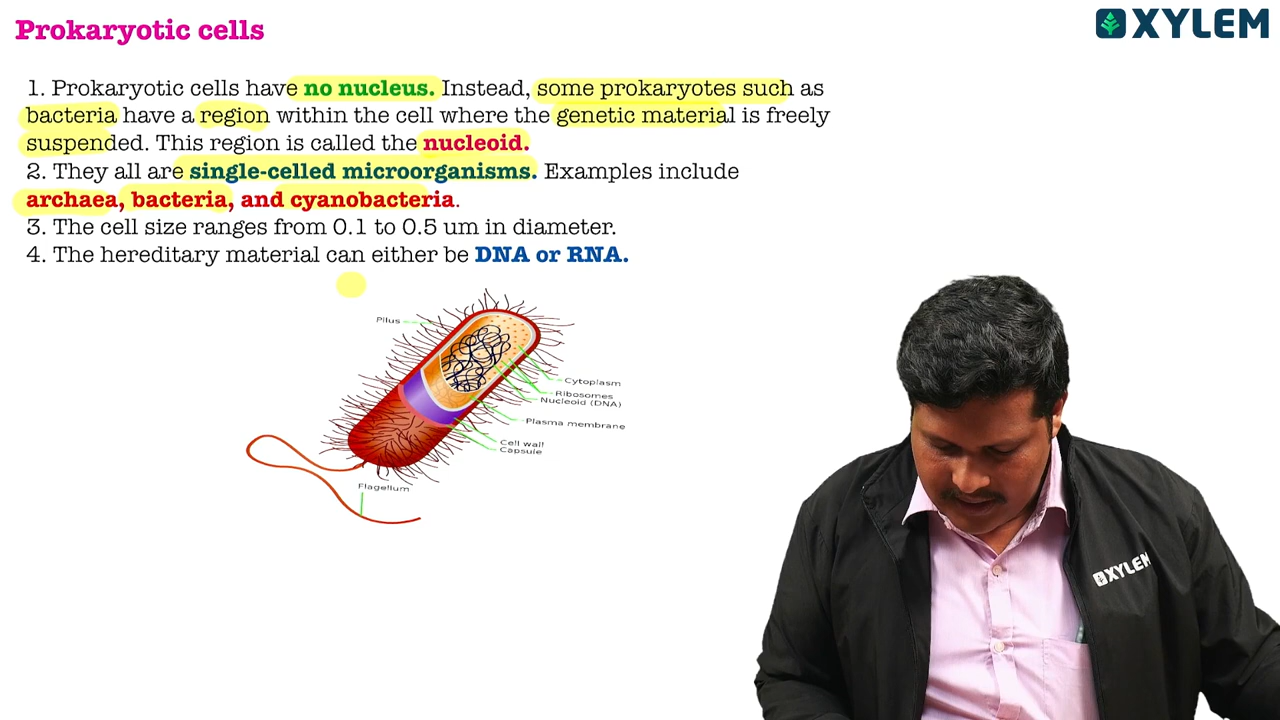 Prokaryotic cells
XYLEM
1. Prokaryotic cells have no nucleus. Instead, some prokaryotes such as
bacteria have a region within the cell where the genetic material is freely
suspended. This region is called the nucleoid.
2. They all are single-celled microorganisms. Examples include
archaea, bacteria, and cyanobacteria.
3. The cell size ranges from 0.1 to 0.5 um in diameter.
4. The hereditary material can either be DNA or RNA.
Pilus
Cytoplasm
Ribosomes
Nucleoid (DNA)
Plasma membrane
Cell wall
Capsule
Flagellum
XYLEM